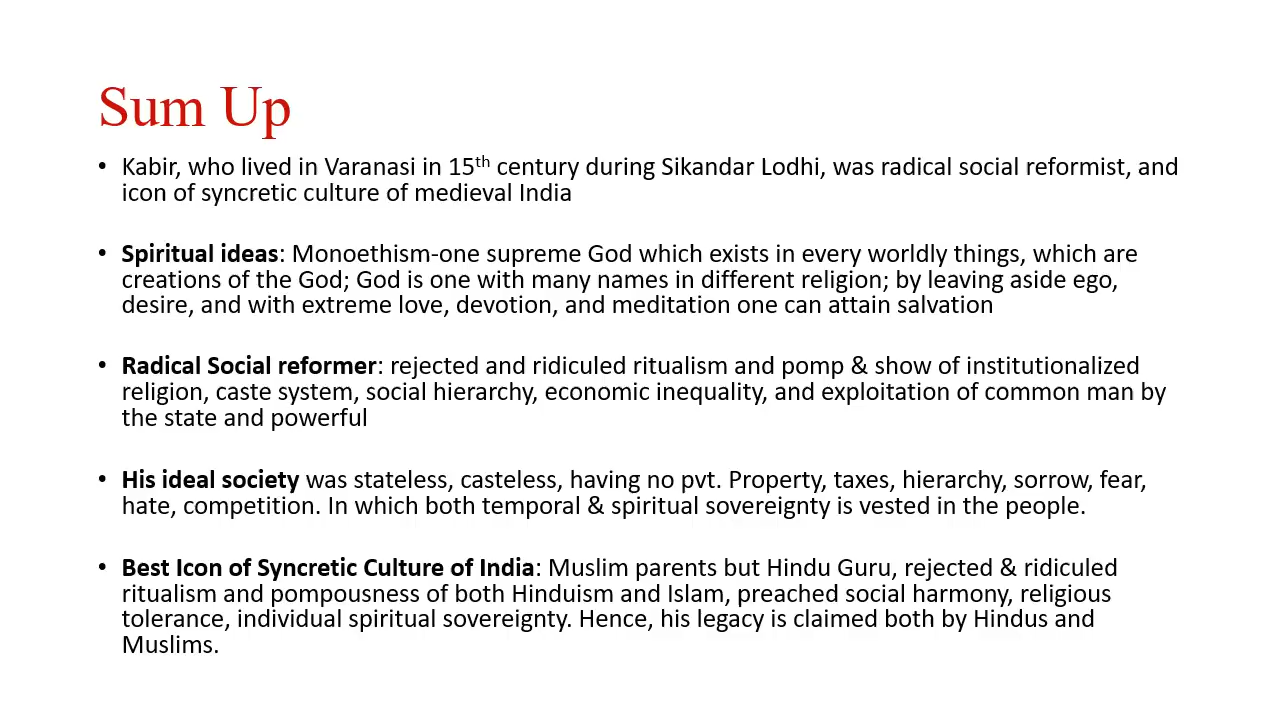 Sum Up
• Kabir, who lived in Varanasi in 15th century during Sikandar Lodhi, was radical social reformist, and
icon of syncretic culture of medieval India
• Spiritual ideas: Monoethism-one supreme God which exists in every worldly things, which are
creations of the God; God is one with many names in different religion; by leaving aside ego,
desire, and with extreme love, devotion, and meditation one can attain salvation
• Radical Social reformer: rejected and ridiculed ritualism and pomp & show of institutionalized
religion, caste system, social hierarchy, economic inequality, and exploitation of common man by
the state and powerful
• His ideal society was stateless, casteless, having no pvt. Property, taxes, hierarchy, sorrow, fear,
hate, competition. In which both temporal & spiritual sovereignty is vested in the people.
• Best Icon of Syncretic Culture of India: Muslim parents but Hindu Guru, rejected & ridiculed
ritualism and pompousness of both Hinduism and Islam, preached social harmony, religious
tolerance, individual spiritual sovereignty. Hence, his legacy is claimed both by Hindus and
Muslims.